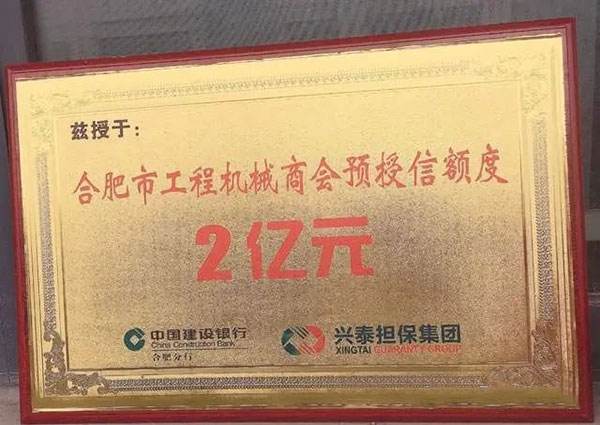 兹授于：
合肥市工程机械商会预授信额度
2亿元
中国建设银行
China Construction Bank
合肥分行
兴泰担保集团
XINGTAI GUARANTY GROUP